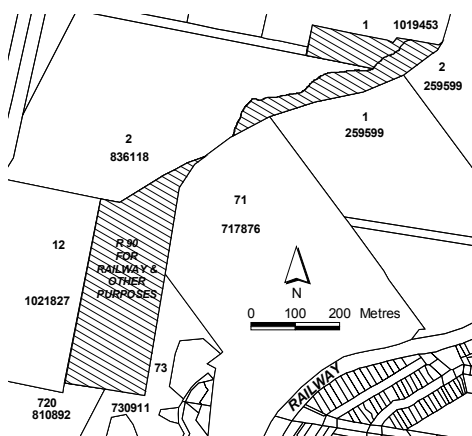 1 1019453
2
259599
1
259599
2
836118
71
717876
R 90
FOR
RAILWAY &
OTHER
PURPOSES
12
1021827
N
0 100 200 Metres
73
RAILWAY
720
810892
730911